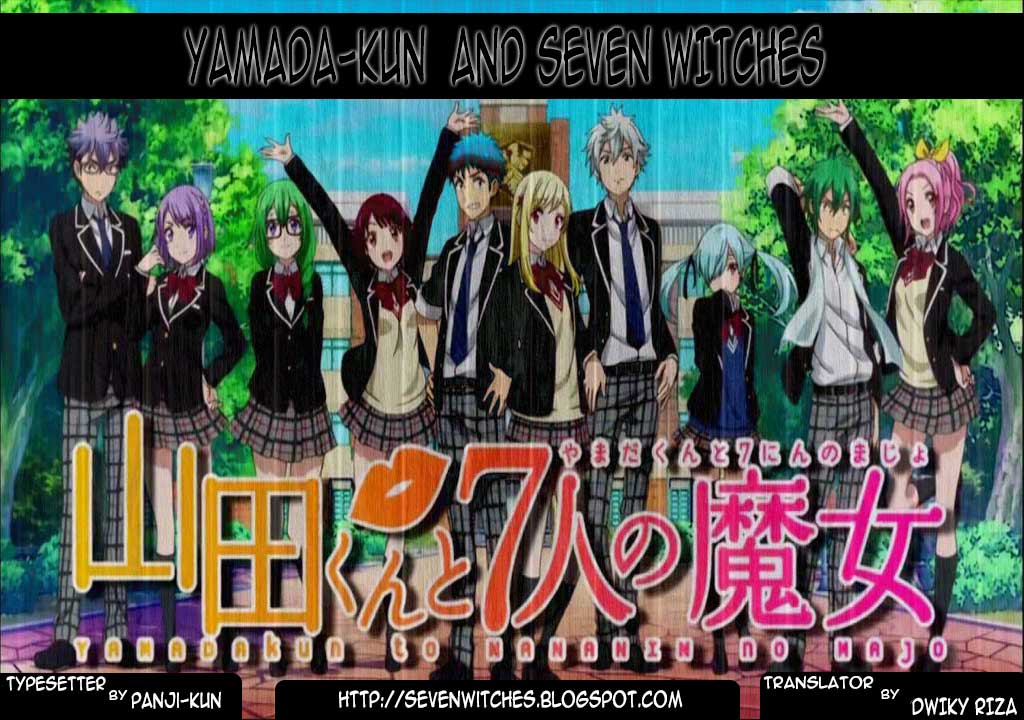 YAMADA-KUN AND SEVEN WITCHES
やまだくんと7にんのまじょ
山田くんと7人の魔女
YAMADAKUN to NANANIN NO MAJO
TYPESETTER
BY PANJI-KUN
HTTP://SEVENWITCHES.BLOGSPOT.COM
TRANSLATOR
BY DWIKY RIZA